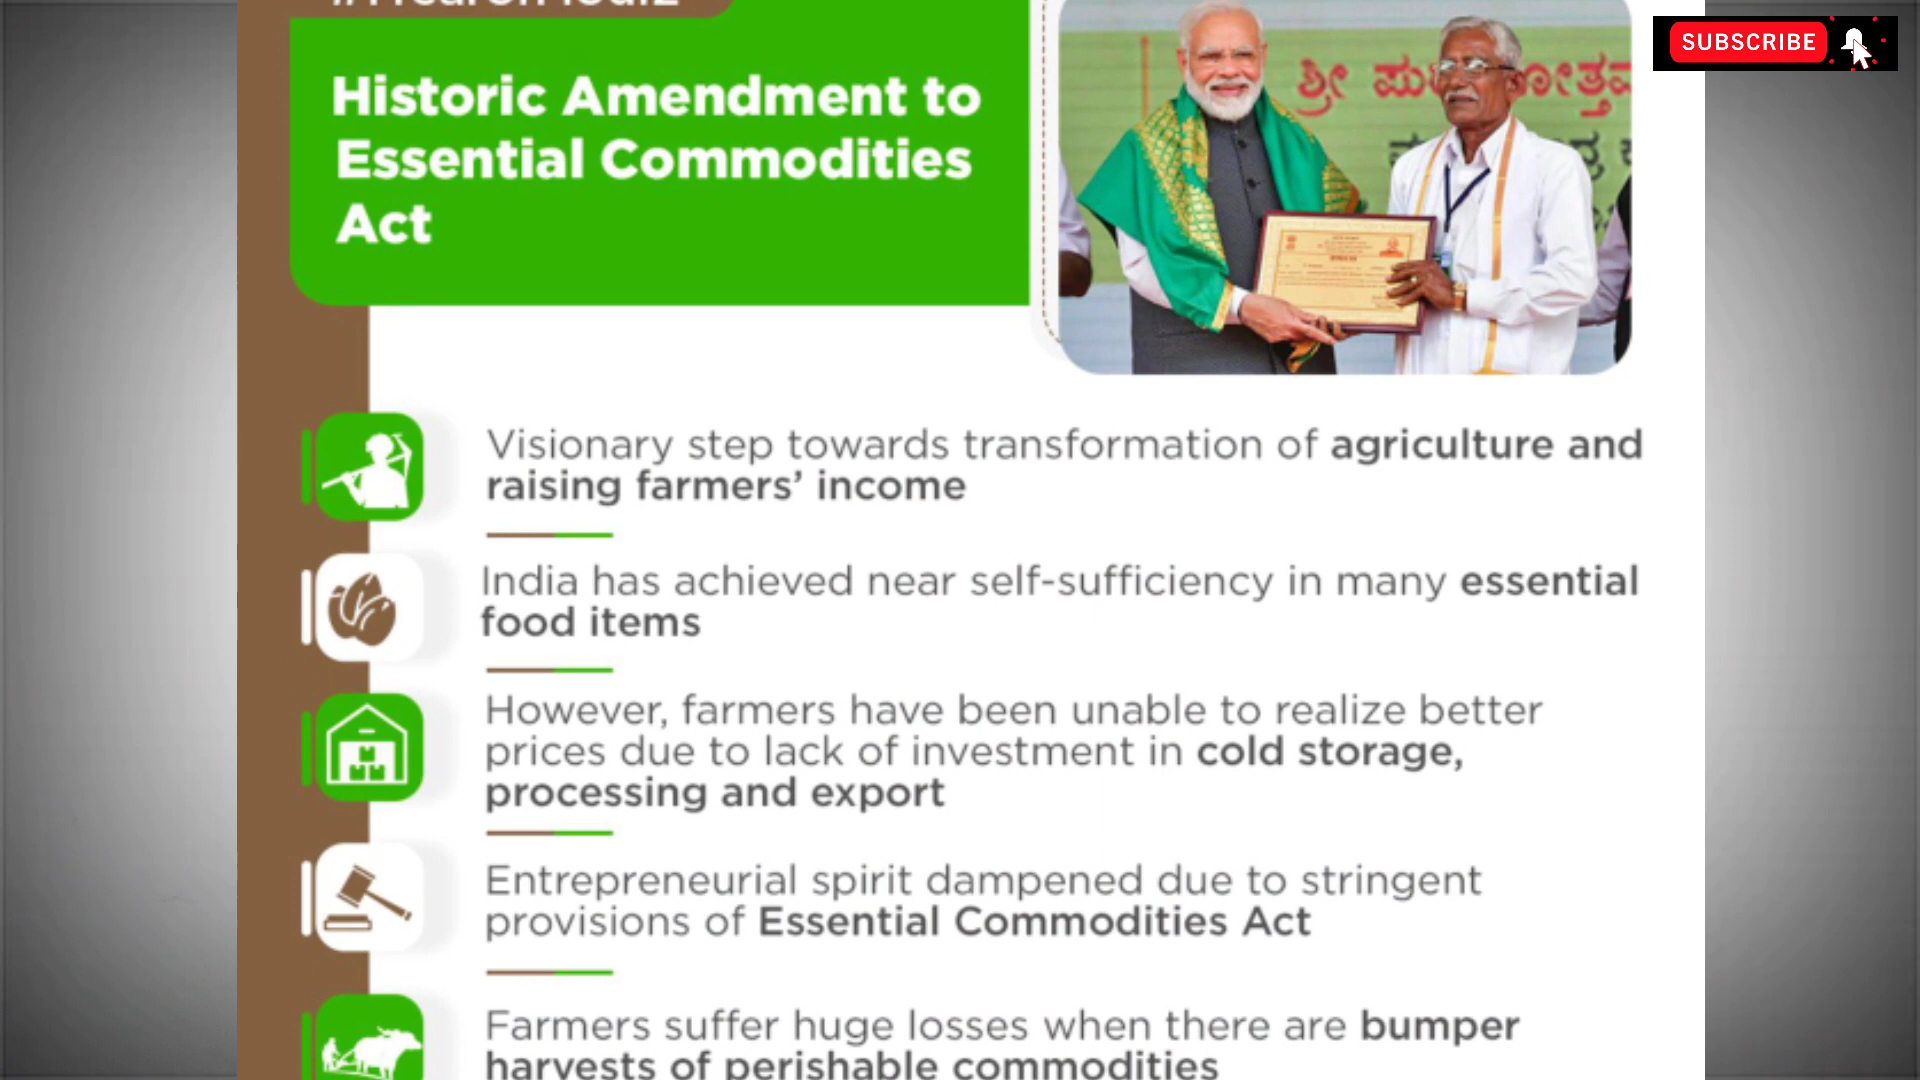 SUBSCRIBE
Historic Amendment to
Essential Commodities
Act
ಶ್ರೀ
Visionary step towards transformation of agriculture and
raising farmers’ income
India has achieved near self-sufficiency in many essential
food items
However, farmers have been unable to realize better
prices due to lack of investment in cold storage,
processing and export
Entrepreneurial spirit dampened due to stringent
provisions of Essential Commodities Act
Farmers suffer huge losses when there are bumper
harvests of perishable commodities